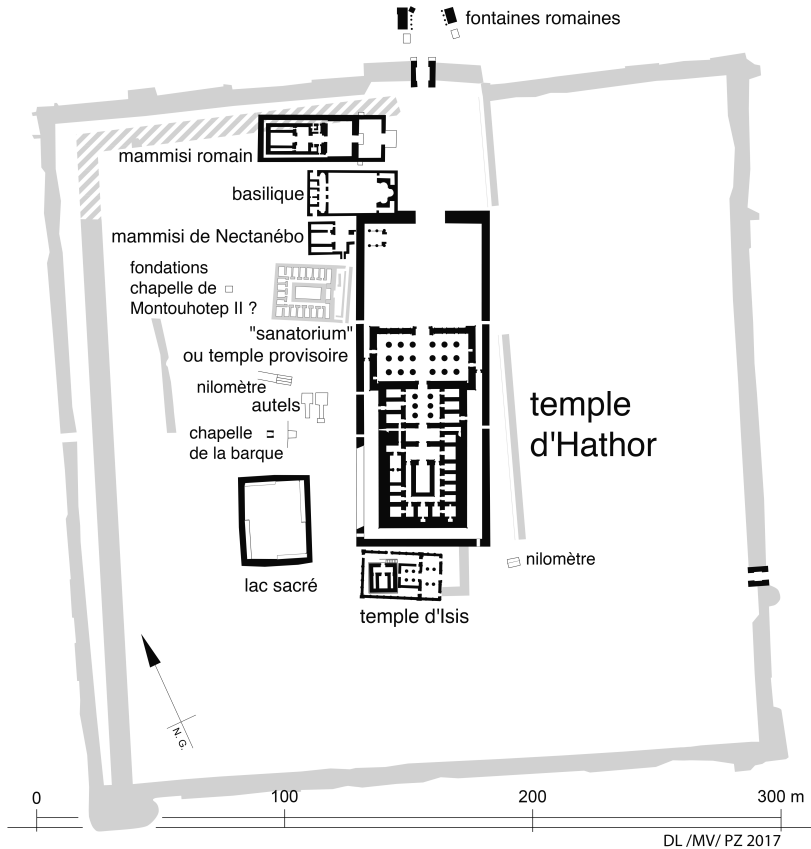 fontaines romaines
mammisi romain
basilique
mammisi de Nectanébo
fondations
chapelle de
Montouhotep II ?
"sanatorium"
ou temple provisoire
nilomètre
autels
chapelle
de la barque
temple
d'Hathor
lac sacré
nilomètre
temple d'Isis
N. G.
0
100
200
300 m
DL /MV/ PZ 2017